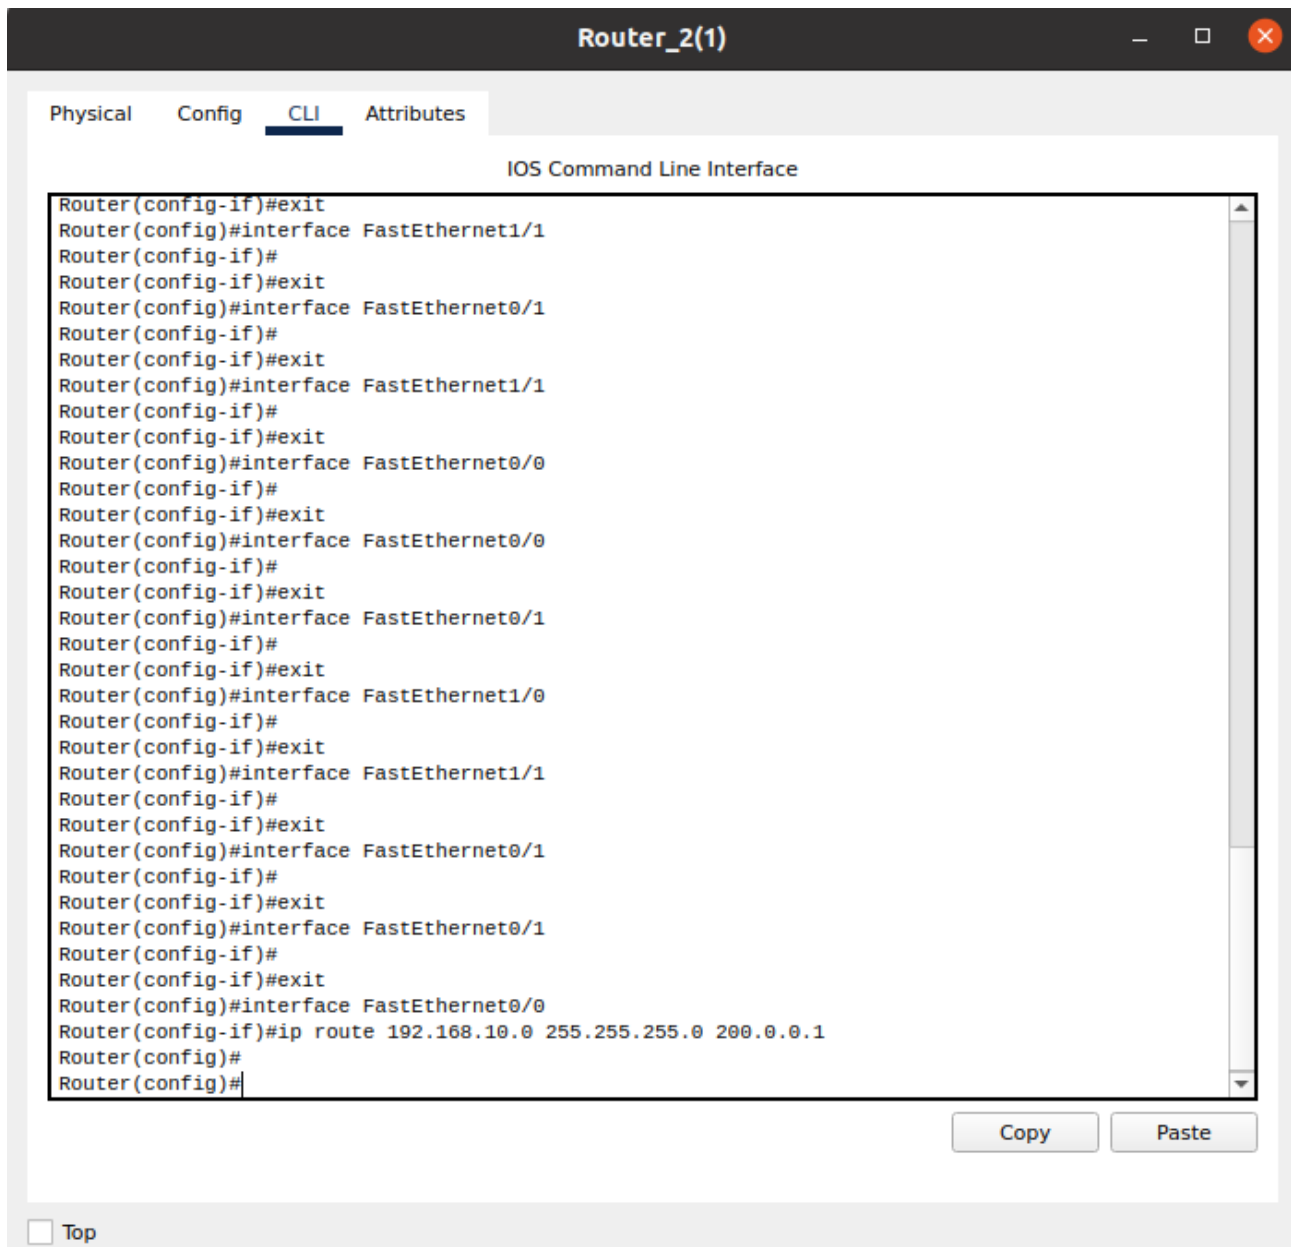 Router_2(1)
Physical Config CLI Attributes
IOS Command Line Interface
Router(config-if)#exit
Router(config)#interface FastEthernet1/1
Router(config-if)#
Router(config-if)#exit
Router(config)#interface FastEthernet0/1
Router(config-if)#
Router(config-if)#exit
Router(config)#interface FastEthernet1/1
Router(config-if)#
Router(config-if)#exit
Router(config)#interface FastEthernet0/0
Router(config-if)#
Router(config-if)#exit
Router(config)#interface FastEthernet0/0
Router(config-if)#
Router(config-if)#exit
Router(config)#interface FastEthernet0/1
Router(config-if)#
Router(config-if)#exit
Router(config)#interface FastEthernet1/0
Router(config-if)#
Router(config-if)#exit
Router(config)#interface FastEthernet1/1
Router(config-if)#
Router(config-if)#exit
Router(config)#interface FastEthernet0/1
Router(config-if)#
Router(config-if)#exit
Router(config)#interface FastEthernet0/1
Router(config-if)#
Router(config-if)#exit
Router(config)#interface FastEthernet0/0
Router(config-if)#ip route 192.168.10.0 255.255.255.0 200.0.0.1
Router(config)#
Router(config)#
Copy Paste
Top